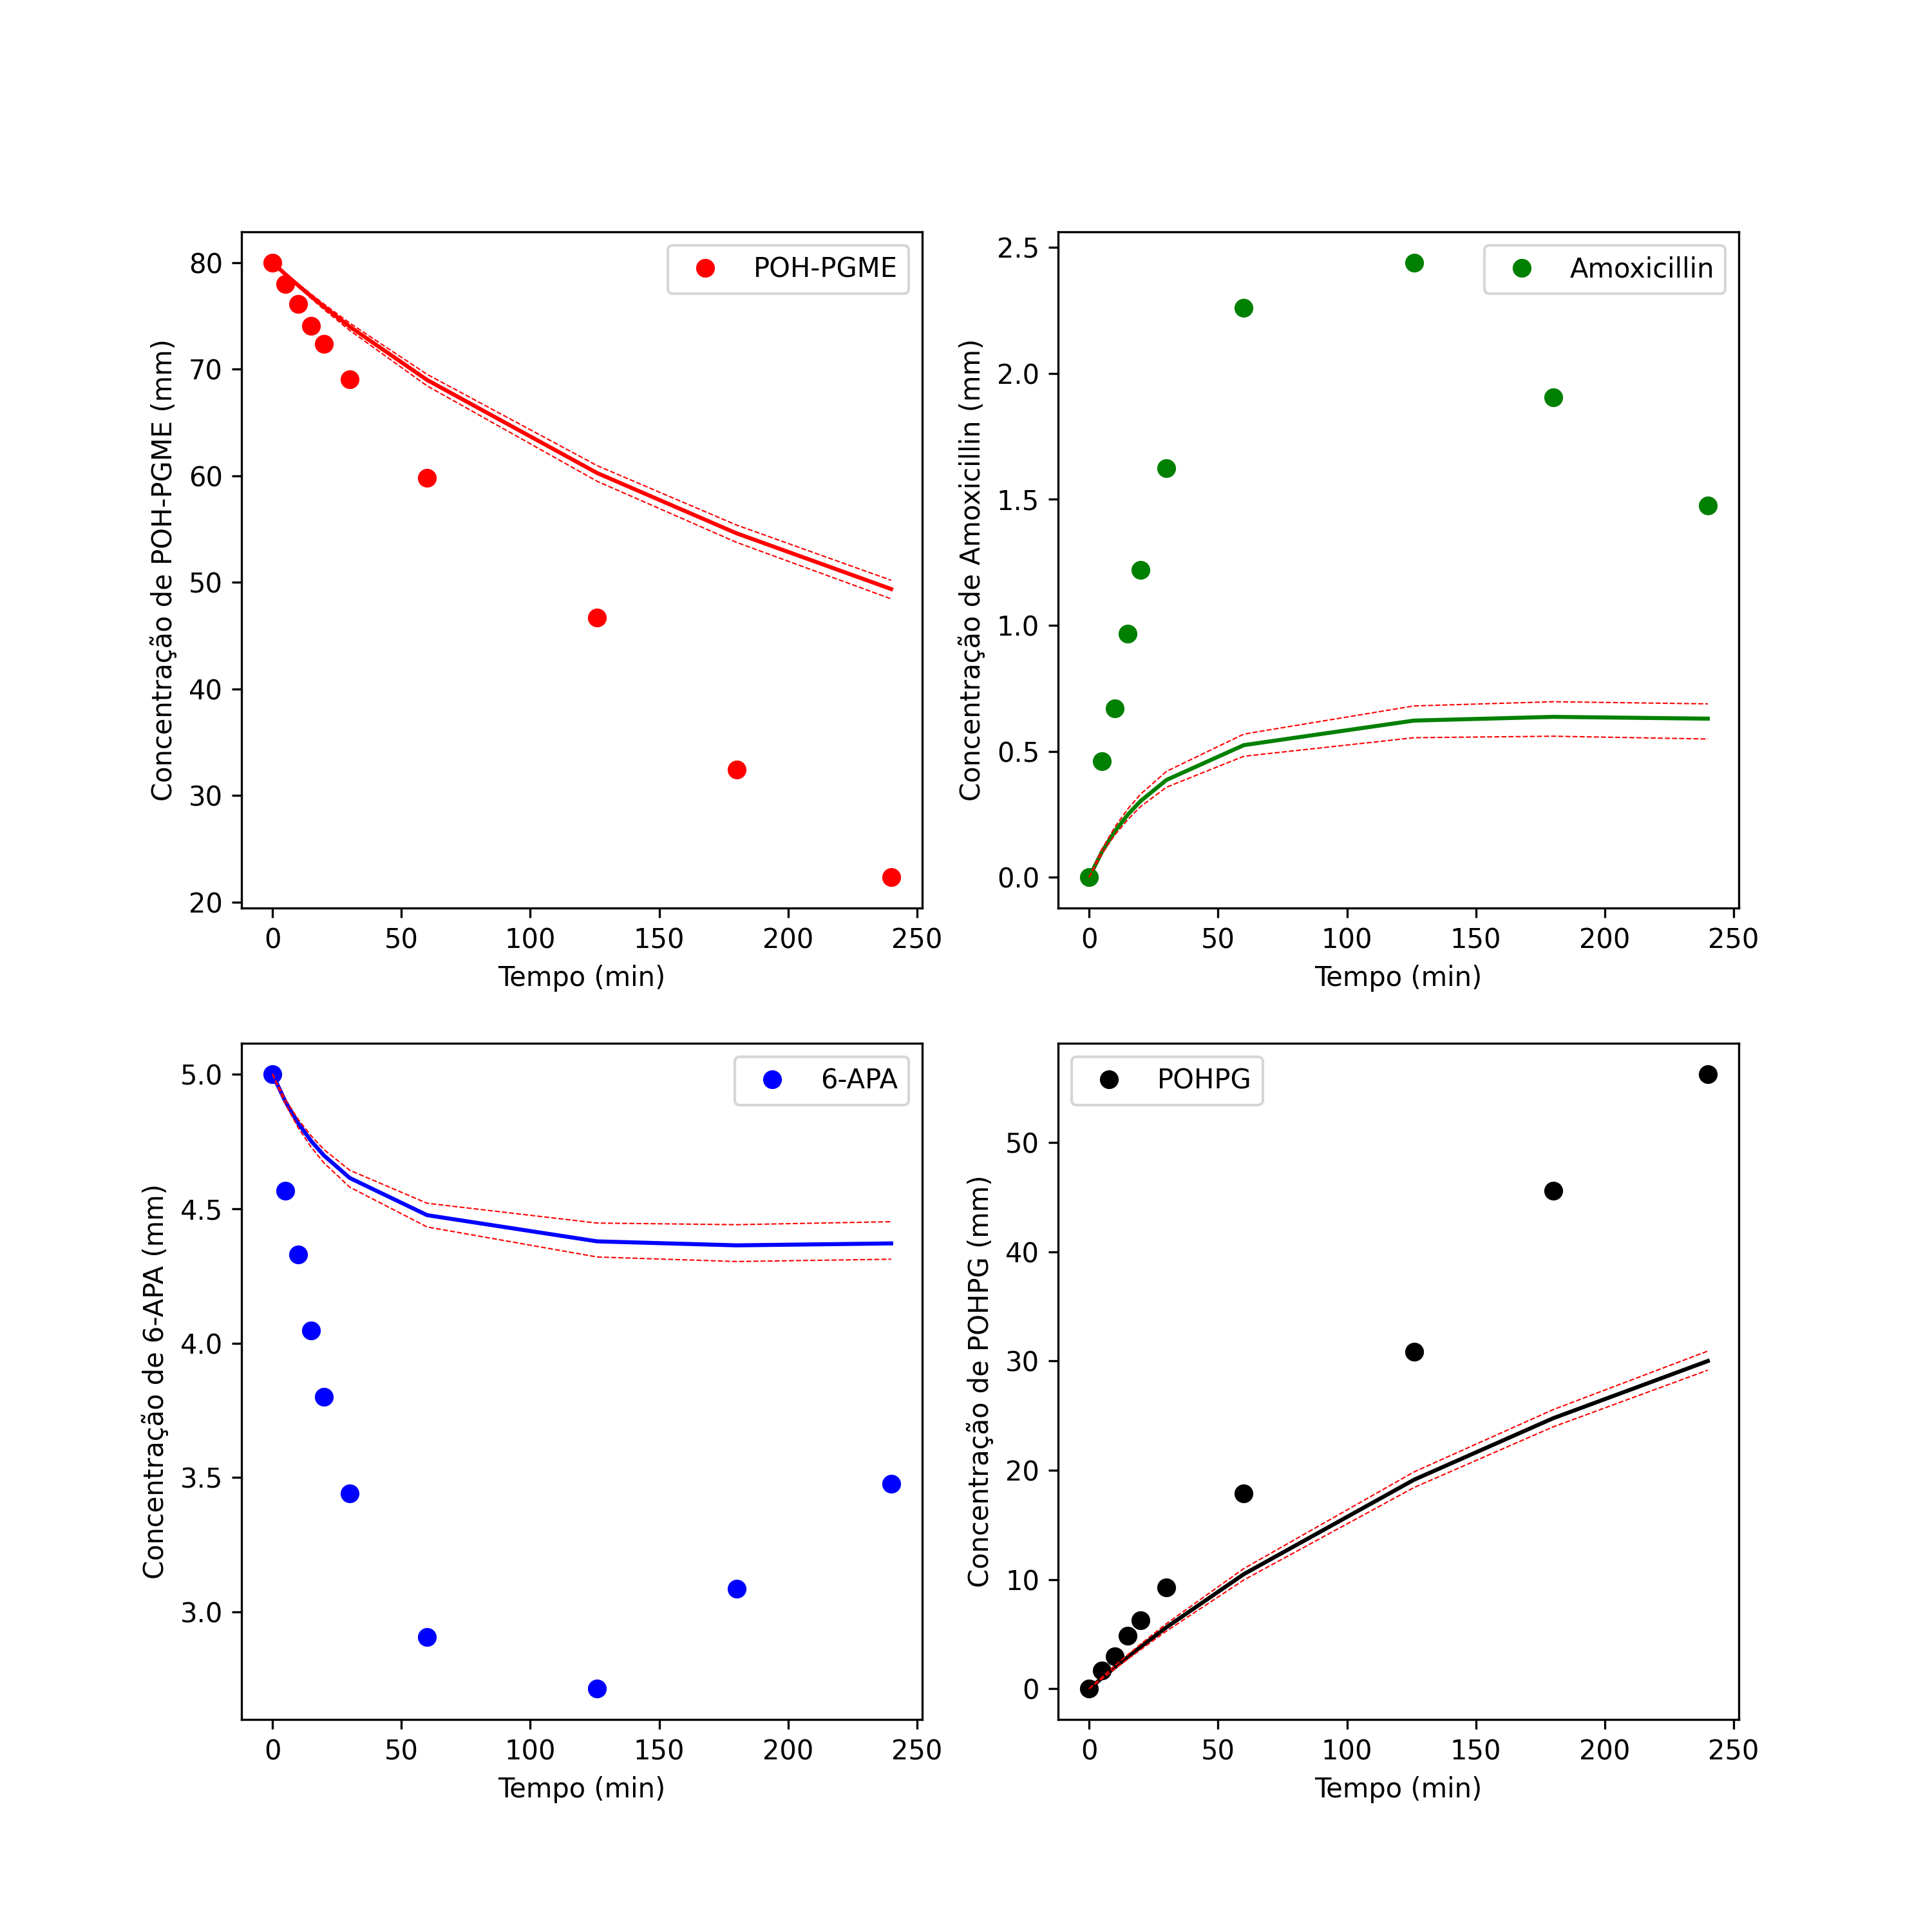 POH-PGME
Concentração de POH-PGME (mm)
80
70
60
50
40
30
20
0 50 100 150 200 250
Tempo (min)
Amoxicillin
Concentração de Amoxicillin (mm)
2.5
2.0
1.5
1.0
0.5
0.0
0 50 100 150 200 250
Tempo (min)
6-APA
Concentração de 6-APA (mm)
5.0
4.5
4.0
3.5
3.0
0 50 100 150 200 250
Tempo (min)
POHPG
Concentração de POHPG (mm)
50
40
30
20
10
0
0 50 100 150 200 250
Tempo (min)